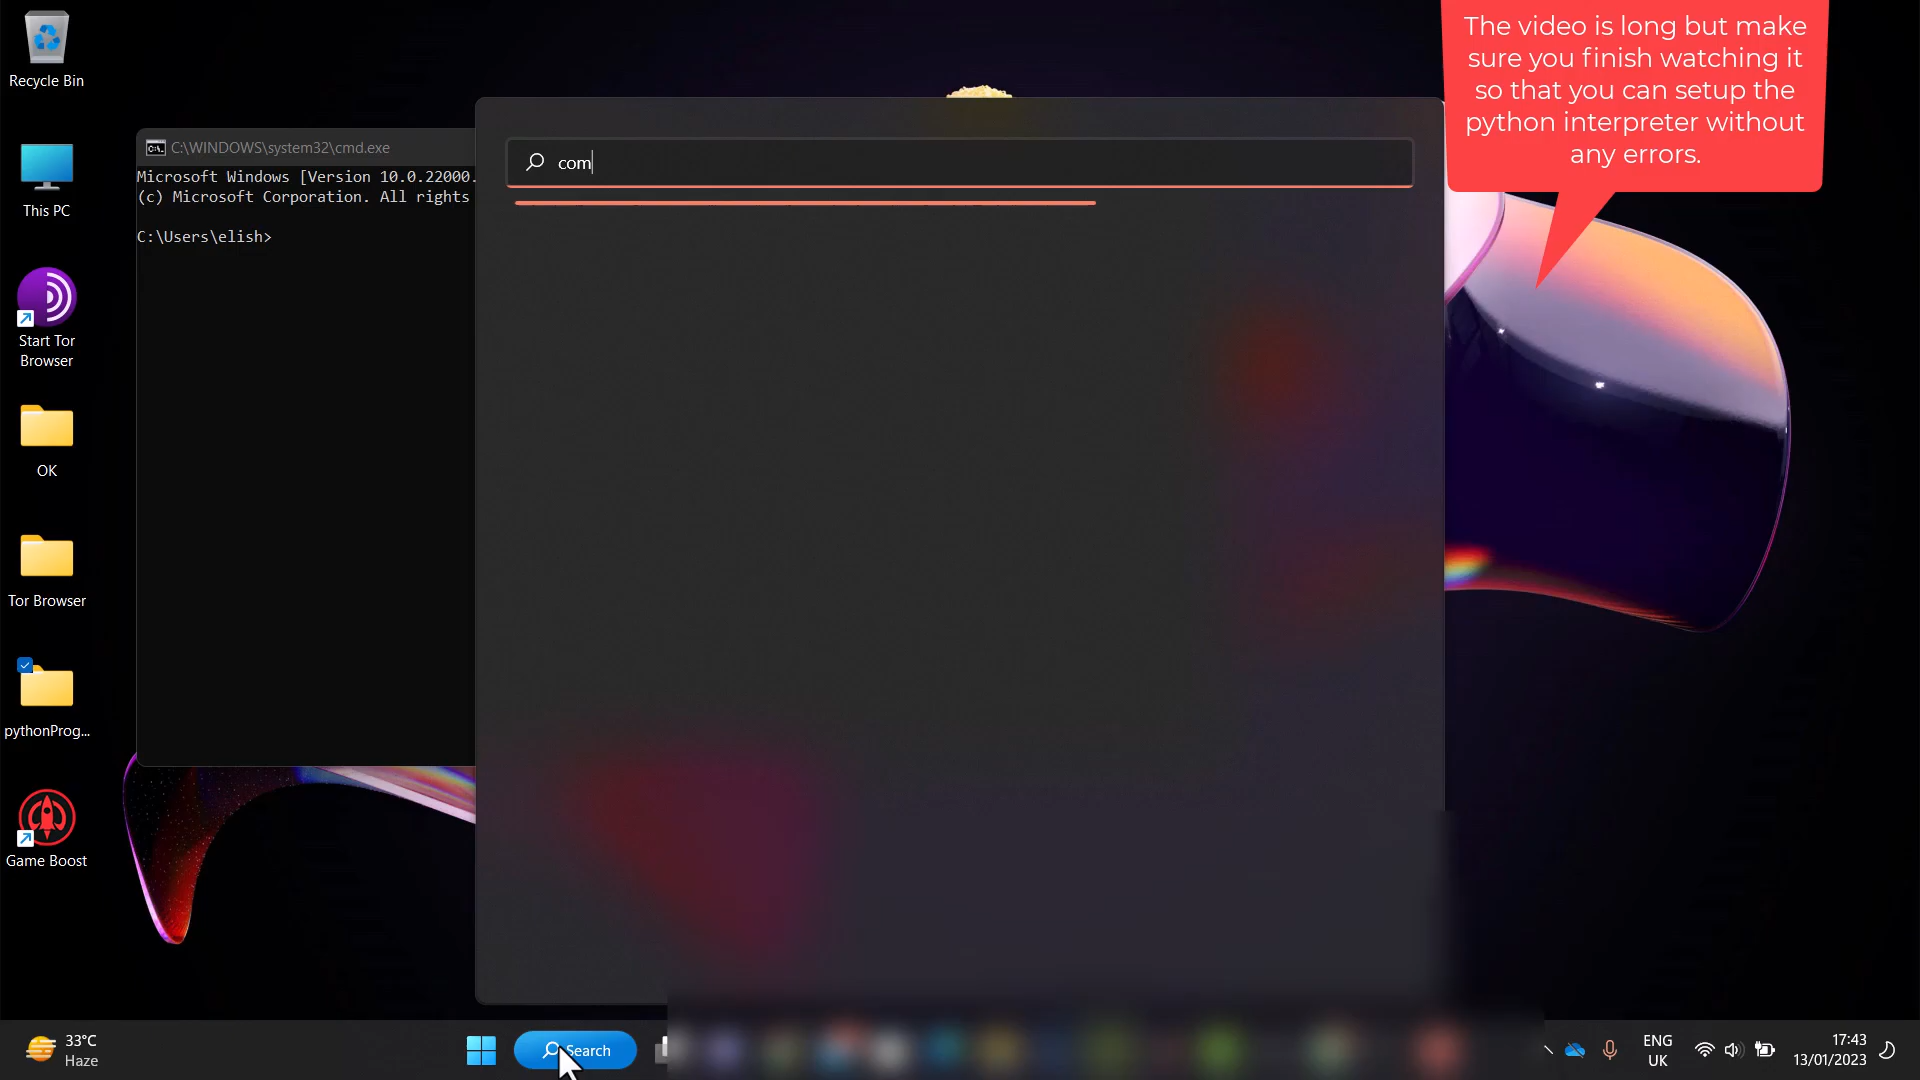 Recycle Bin
This PC
Start Tor
Browser
OK
Tor Browser
pythonProg...
Game Boost
C:\WINDOWS\system32\cmd.exe
Microsoft Windows [Version 10.0.22000.
(c) Microsoft Corporation. All rights
C:\Users\elish>
com
The video is long but make
sure you finish watching it
so that you can setup the
python interpreter without
any errors.
33°C
Haze
Search
ENG
UK
17:43
13/01/2023